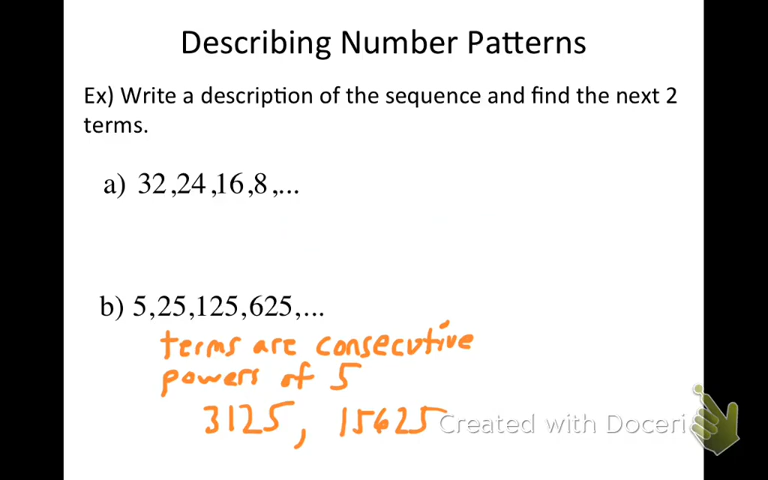 Describing Number Patterns
Ex) Write a description of the sequence and find the next 2
terms.
a) 32,24,16,8,...
b) 5,25,125,625,...
terms are consecutive
powers of 5
3125, 15625
Created with Doceri